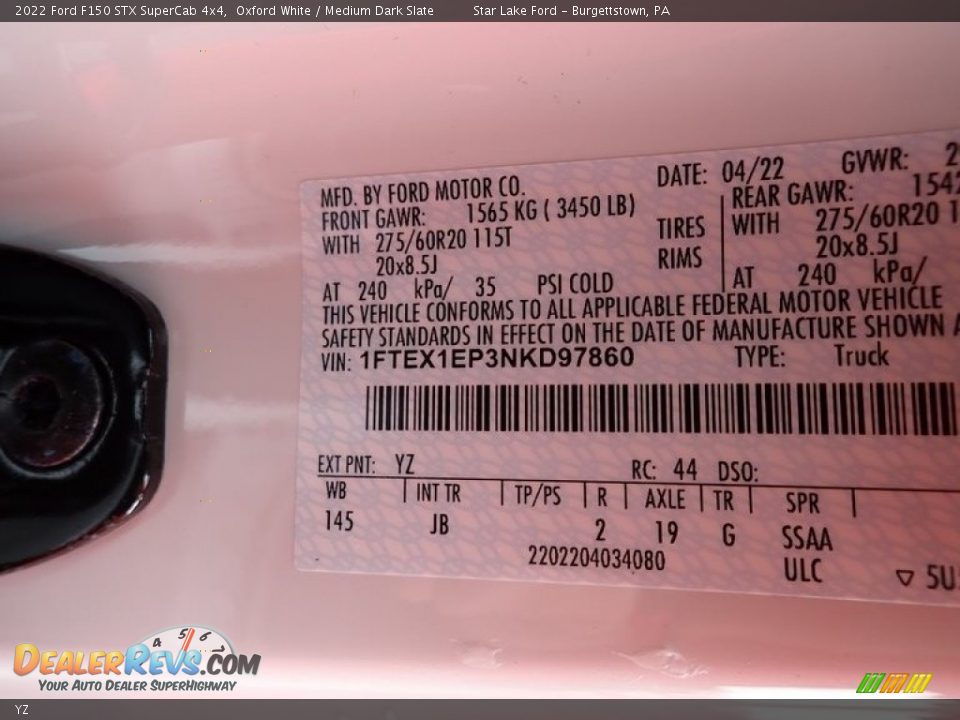 2022 Ford F150 STX SuperCab 4x4, Oxford White / Medium Dark Slate Star Lake Ford - Burgettstown, PA
MFD. BY FORD MOTOR CO. DATE: 04/22 GVWR:
FRONT GAWR: 1565 KG ( 3450 LB) REAR GAWR:
WITH 275/60R20 115T TIRES WITH 275/60R20
20x8.5J RIMS 20x8.5J
AT 240 kPa/ 35 PSI COLD AT 240 kPa/
THIS VEHICLE CONFORMS TO ALL APPLICABLE FEDERAL MOTOR VEHICLE
SAFETY STANDARDS IN EFFECT ON THE DATE OF MANUFACTURE SHOWN
VIN: 1FTEX1EP3NKD97860 TYPE: Truck
EXT PNT: YZ RC: 44 DSO:
WB INT TR TP/PS R AXLE TR SPR
145 JB 2 19 G SSAA
2202204034080 ULC ▽ 5U
DealerRevs.com
Your Auto Dealer SuperHighway
4 5 6
YZ